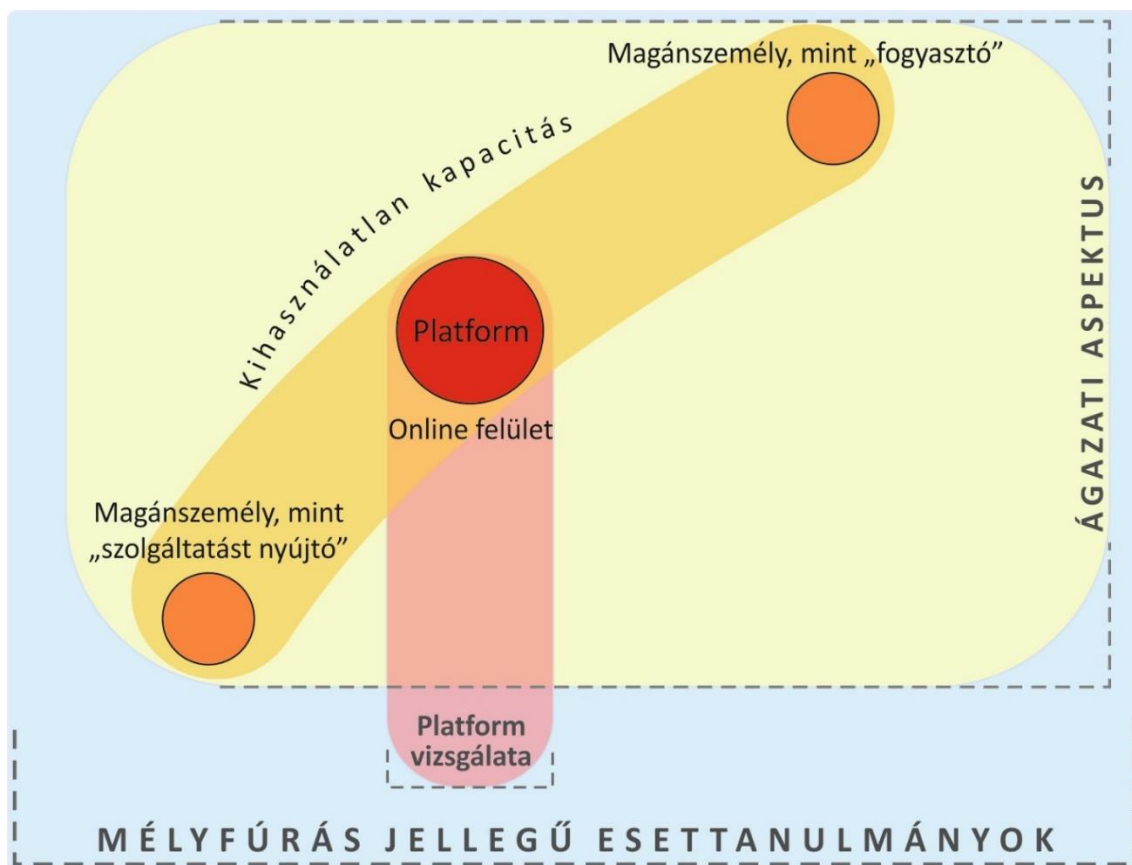 Magánszemély, mint „fogyasztó”
Kihasználatlan kapacitás
Platform
Online felület
Magánszemély, mint
„szolgáltatást nyújtó”
ÁGAZATI ASPEKTUS
Platform
vizsgálata
MÉLYFÚRÁS JELLEGŰ ESETTANULMÁNYOK